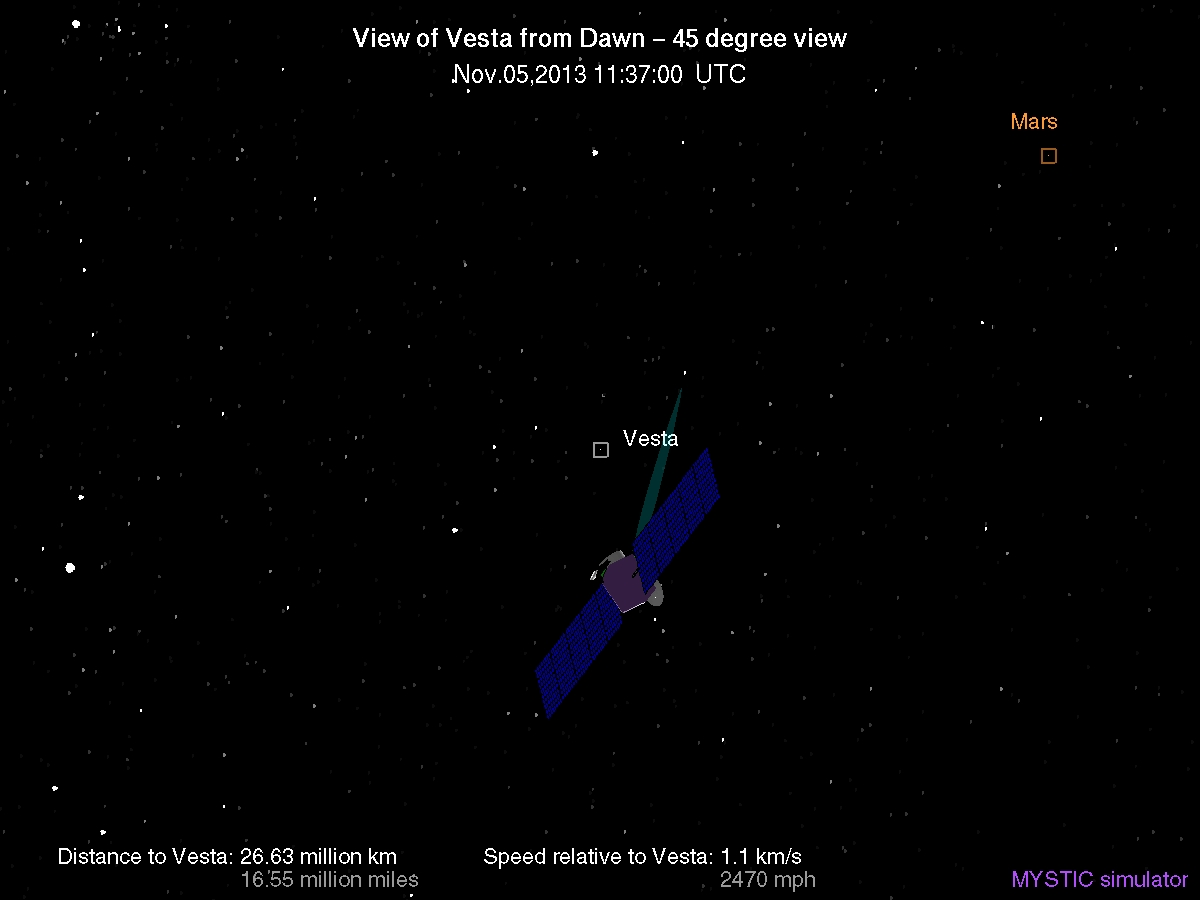 View of Vesta from Dawn – 45 degree view
Nov.05,2013 11:37:00 UTC
Mars
Vesta
Distance to Vesta: 26.63 million km
16.55 million miles
Speed relative to Vesta: 1.1 km/s
2470 mph
MYSTIC simulator